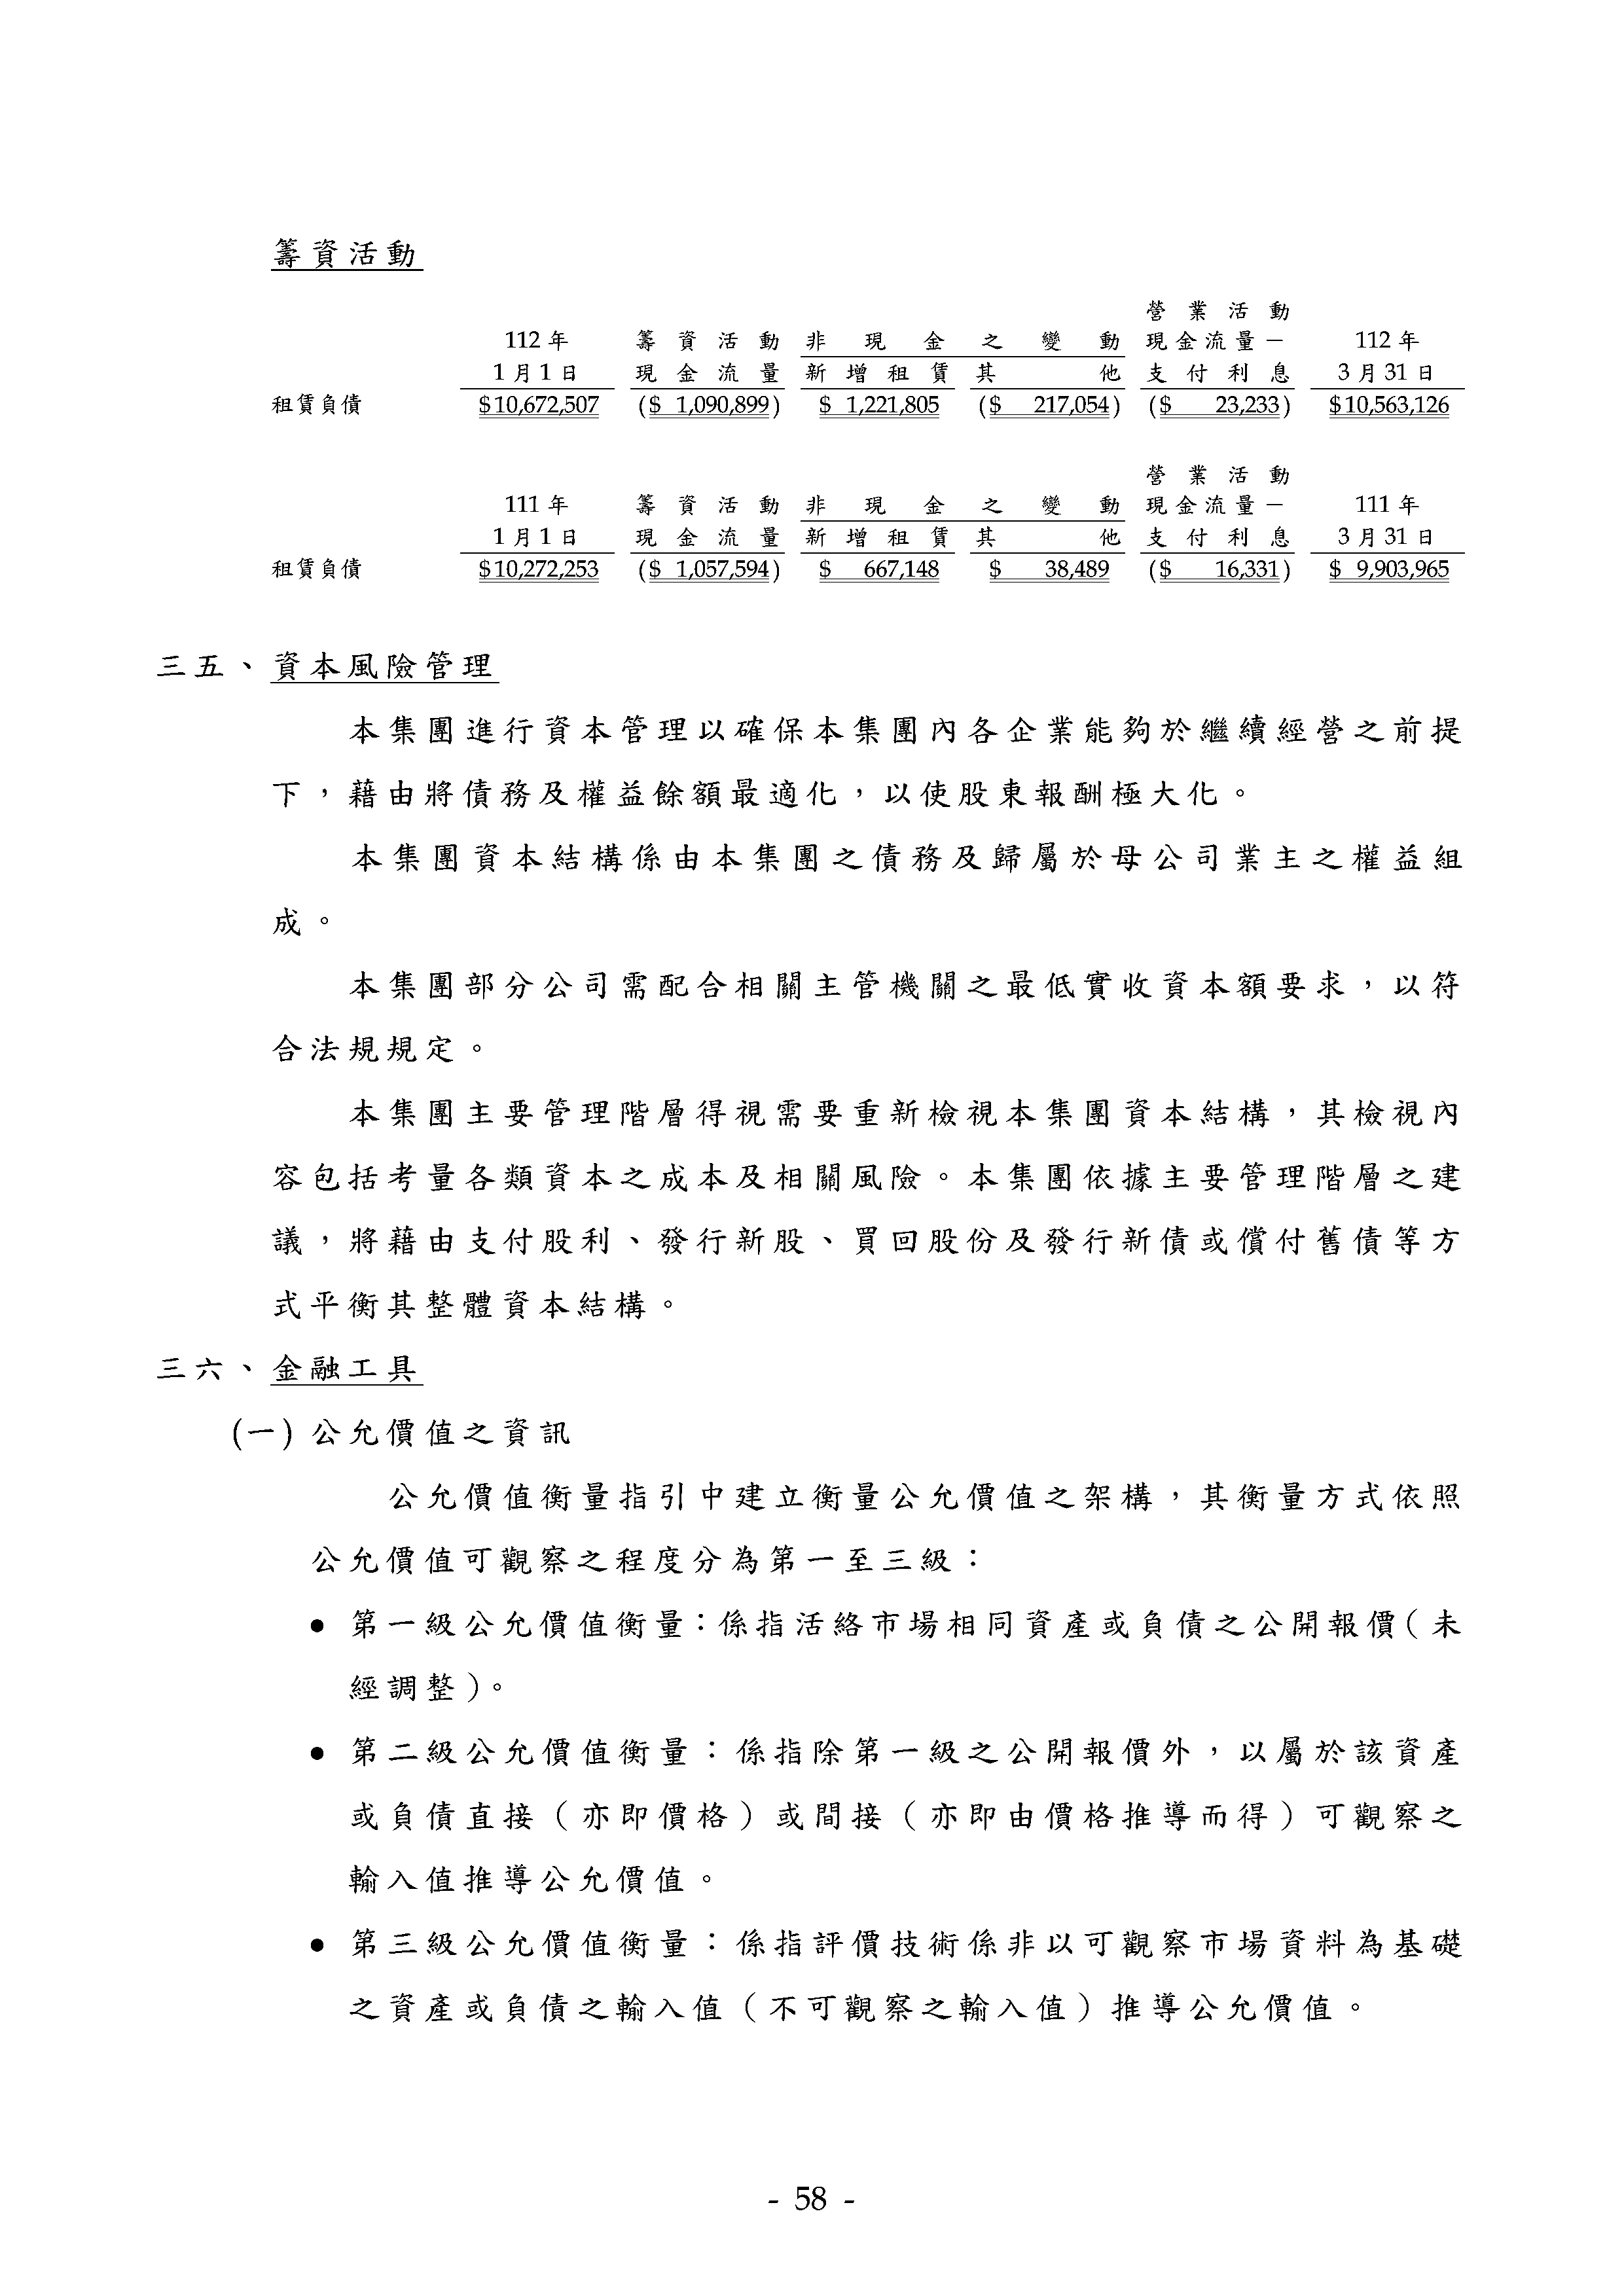 籌資活動
營業活動
112年 籌資活動 非現金之變動 現金流量－ 112年
1月1日 現金流量 新增租賃 其他 支付利息 3月31日
租賃負債 $10,672,507 ($ 1,090,899) $ 1,221,805 ($ 217,054) ($ 23,233) $10,563,126
營業活動
111年 籌資活動 非現金之變動 現金流量－ 111年
1月1日 現金流量 新增租賃 其他 支付利息 3月31日
租賃負債 $10,272,253 ($ 1,057,594) $ 667,148 $ 38,489 ($ 16,331) $ 9,903,965
三五、資本風險管理
本集團進行資本管理以確保本集團內各企業能夠於繼續經營之前提
下，藉由將債務及權益餘額最適化，以使股東報酬極大化。
本集團資本結構係由本集團之債務及歸屬於母公司業主之權益組
成。
本集團部分公司需配合相關主管機關之最低實收資本額要求，以符
合法規規定。
本集團主要管理階層得視需要重新檢視本集團資本結構，其檢視內
容包括考量各類資本之成本及相關風險。本集團依據主要管理階層之建
議，將藉由支付股利、發行新股、買回股份及發行新債或償付舊債等方
式平衡其整體資本結構。
三六、金融工具
(一) 公允價值之資訊
公允價值衡量指引中建立衡量公允價值之架構，其衡量方式依照
公允價值可觀察之程度分為第一至三級：
● 第一級公允價值衡量：係指活絡市場相同資產或負債之公開報價（未
經調整）。
● 第二級公允價值衡量：係指除第一級之公開報價外，以屬於該資產
或負債直接（亦即價格）或間接（亦即由價格推導而得）可觀察之
輸入值推導公允價值。
● 第三級公允價值衡量：係指評價技術係非以可觀察市場資料為基礎
之資產或負債之輸入值（不可觀察之輸入值）推導公允價值。
- 58 -